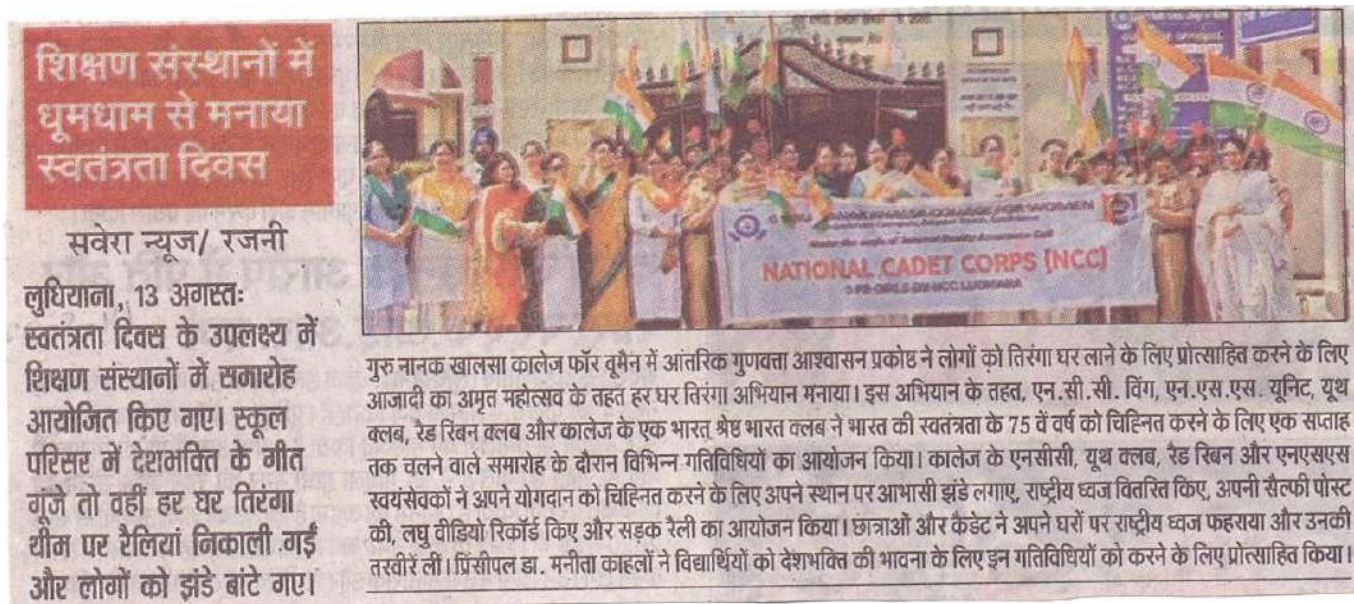 शिक्षण संस्थानों में
धूमधाम से मनाया
स्वतंत्रता दिवस
सवेरा न्यूज/ रजनी
लुधियाना, 13 अगस्तः
स्वतंत्रता दिवस के उपलक्ष्य में
शिक्षण संस्थानों में समारोह
आयोजित किए गए। स्कूल
परिसर में देशभक्ति के गीत
गूंजे तो वहीं हर घर तिरंगा
थीम पर रैलियां निकाली गईं
और लोगों को झंडे बांटे गए।
NATIONAL CADET CORPS (NCC)
गुरु नानक खालसा कालेज फॉर वूमैन में आंतरिक गुणवत्ता आश्वासन प्रकोष्ठ ने लोगों को तिरंगा घर लाने के लिए प्रोत्साहित करने के लिए
आजादी का अमृत महोत्सव के तहत हर घर तिरंगा अभियान मनाया। इस अभियान के तहत, एन.सी.सी. विंग, एन.एस.एस. यूनिट, यूथ
क्लब, रैड रिबन क्लब और कालेज के एक भारत श्रेष्ठ भारत क्लब ने भारत की स्वतंत्रता के 75 वें वर्ष को चिह्नित करने के लिए एक सप्ताह
तक चलने वाले समारोह के दौरान विभिन्न गतिविधियों का आयोजन किया। कालेज के एनसीसी, यूथ क्लब, रैड रिबन और एनएसएस
स्वयंसेवकों ने अपने योगदान को चिह्नित करने के लिए अपने स्थान पर आभासी झंडे लगाए, राष्ट्रीय ध्वज वितरित किए, अपनी सैल्फी पोस्ट
की, लघु वीडियो रिकॉर्ड किए और सड़क रैली का आयोजन किया। छात्राओं और कैडेट ने अपने घरों पर राष्ट्रीय ध्वज फहराया और उनकी
तस्वीरें लीं। प्रिंसीपल डा. मनीता काहलों ने विद्यार्थियों को देशभक्ति की भावना के लिए इन गतिविधियों को करने के लिए प्रोत्साहित किया।